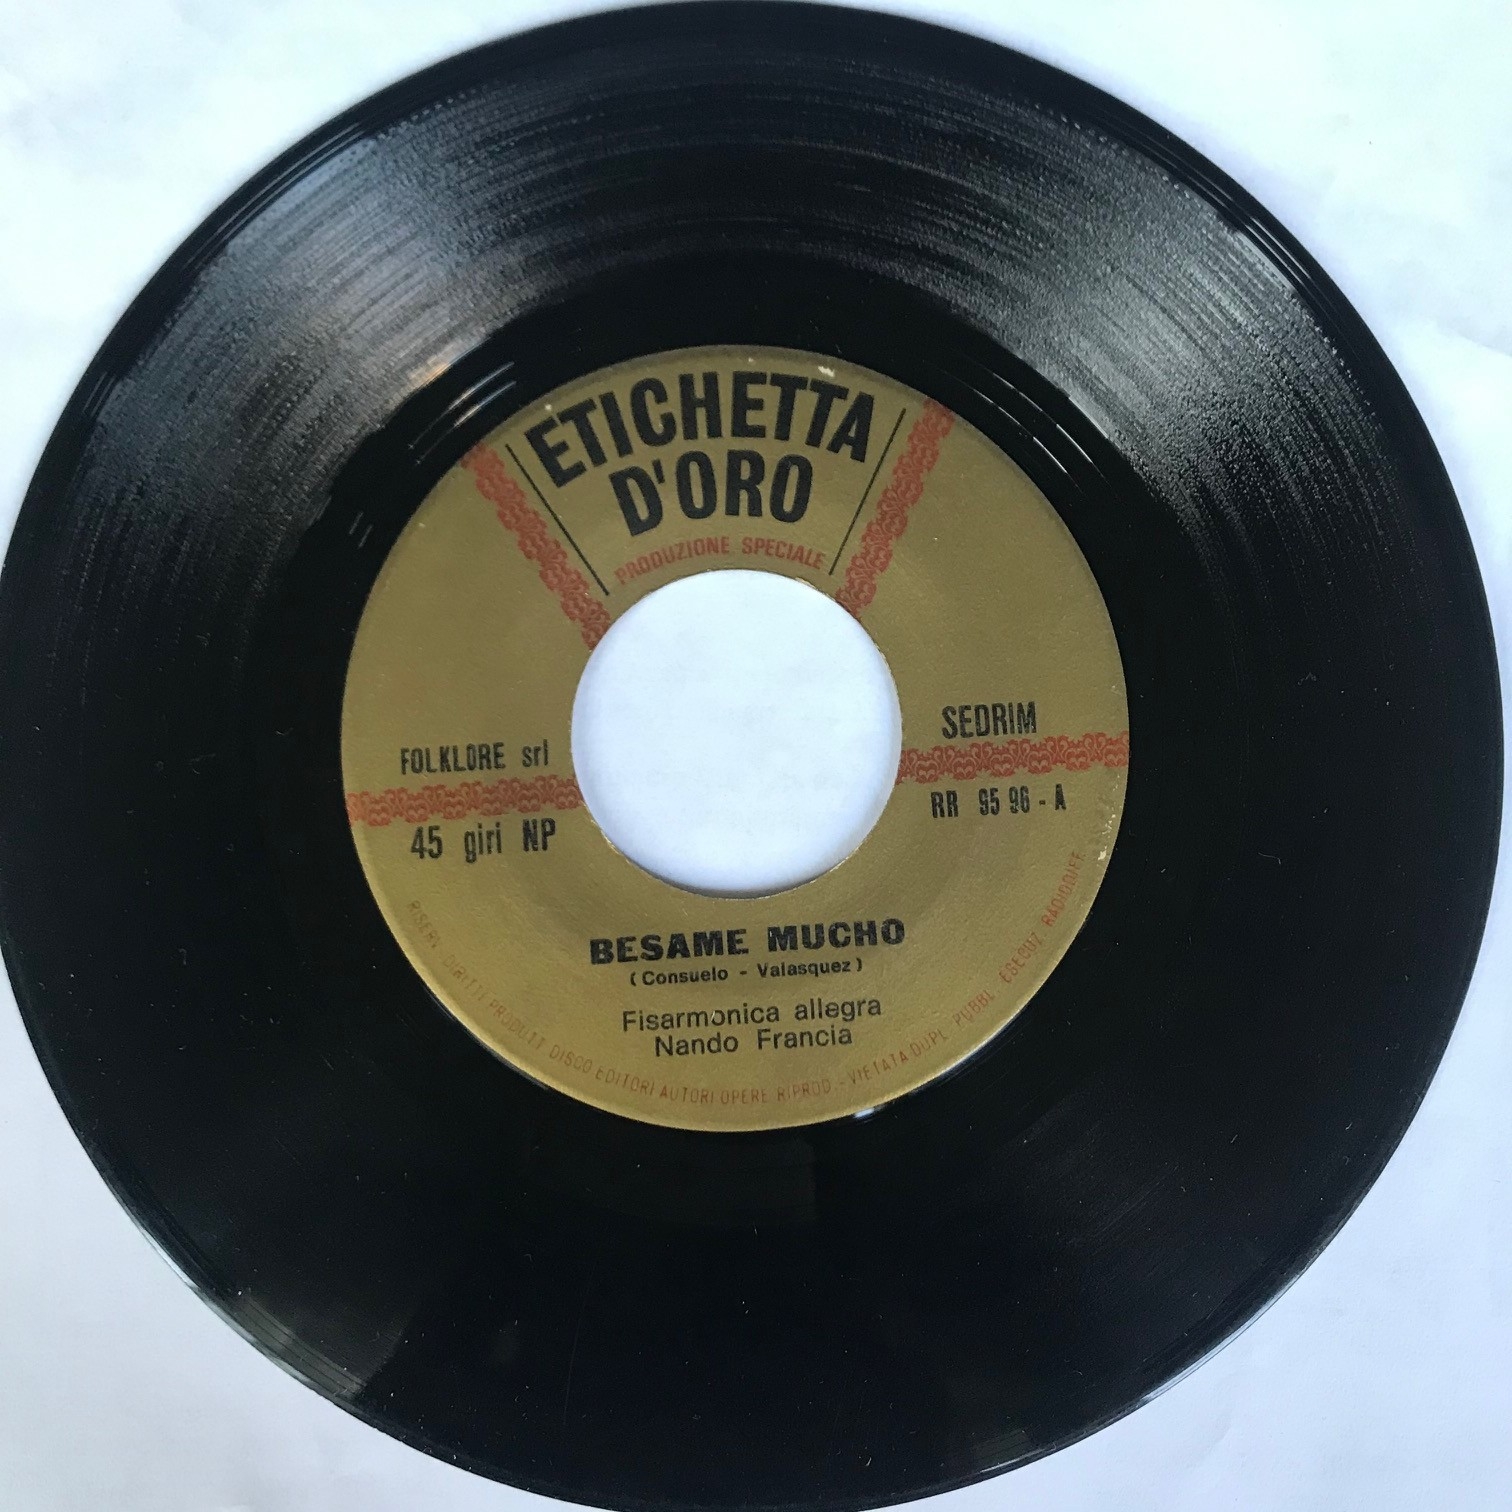 ETICHETTA
D'ORO
PRODUZIONE SPECIALE
FOLKLORE srl
45 giri NP
SEDRIM
RR 95 96 - A
BESAME MUCHO
(Consuelo - Valasquez)
Fisarmonica allegra
Nando Francia
RISERV. DIRITTI PRODUTT. DISCO EDITORI AUTORI OPERE RIPROD. - VIETATA DUPL. PUBBL. ESECUZ. RADIODIFF.